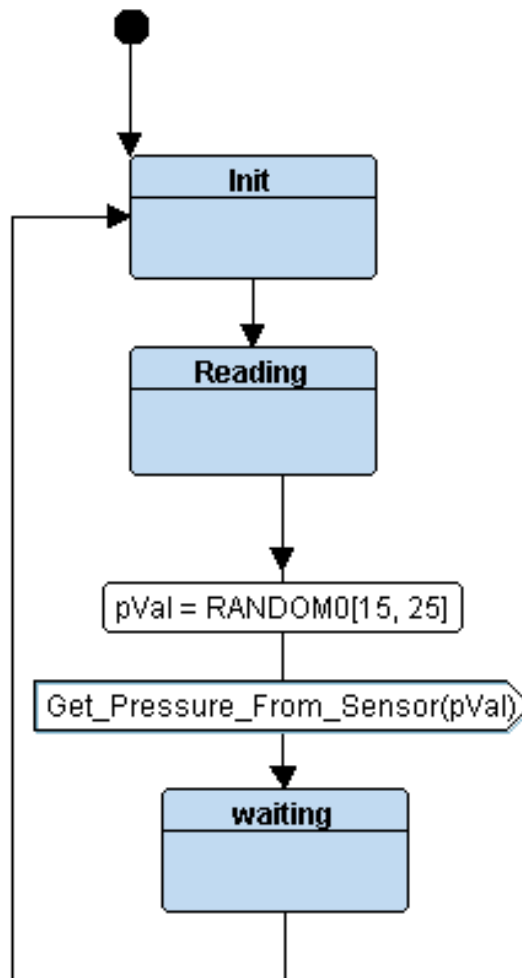 Init
Reading
pVal = RANDOM0[15, 25]
Get_Pressure_From_Sensor(pVal)
waiting